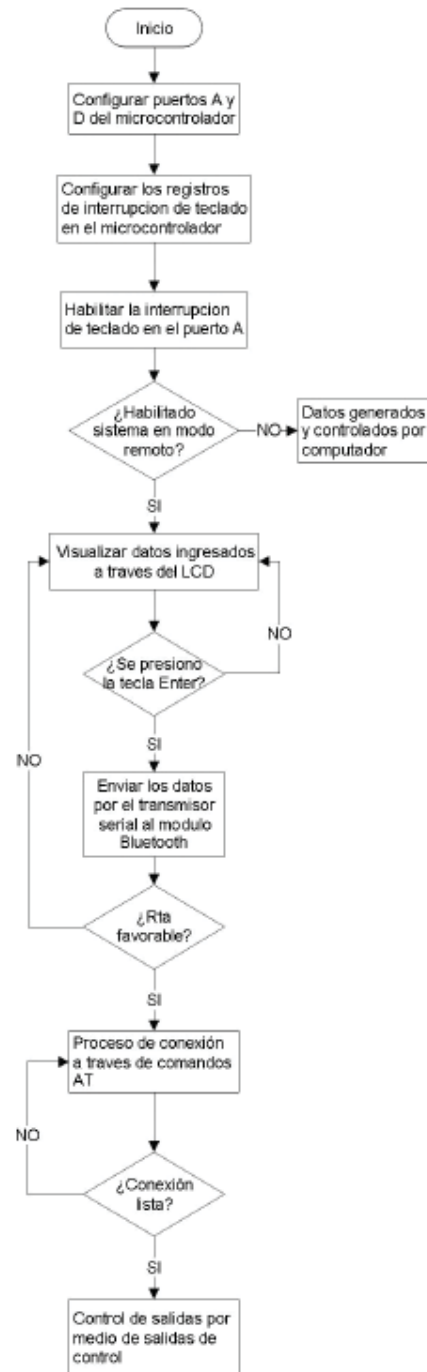 Inicio
Configurar puertos A y
D del microcontrolador
Configurar los registros
de interrupcion de teclado
en el microcontrolador
Habilitar la interrupcion
de teclado en el puerto A
¿Habilitado
sistema en modo
remoto?
NO
Datos generados
y controlados por
computador
SI
Visualizar datos ingresados
a traves del LCD
NO
¿Se presiono
la tecla Enter?
SI
NO
Enviar los datos
por el transmisor
serial al modulo
Bluetooth
¿Rta
favorable?
SI
Proceso de conexión
a traves de comandos
AT
NO
¿Conexión
lista?
SI
Control de salidas por
medio de salidas de
control